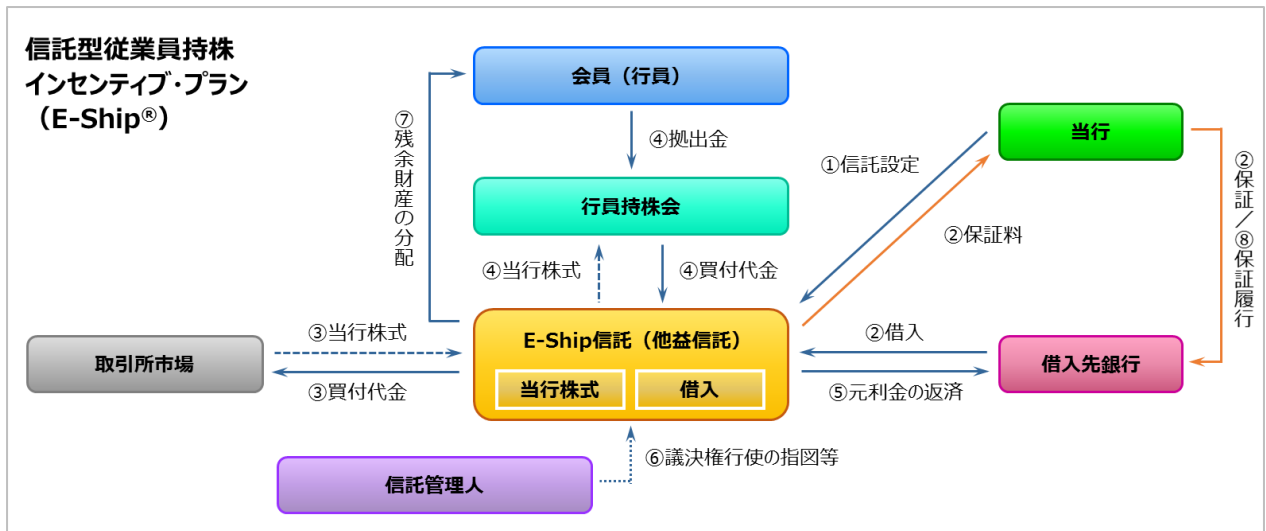 信託型従業員持株
インセンティブ・プラン
（E-Ship®）
会員（行員）
⑦残余財産の分配
④拠出金
当行
①信託設定
②保証料
②保証／⑧保証履行
行員持株会
④当行株式
④買付代金
E-Ship信託（他益信託）
当行株式
借入
③当行株式
③買付代金
取引所市場
②借入
⑤元利金の返済
借入先銀行
⑥議決権行使の指図等
信託管理人